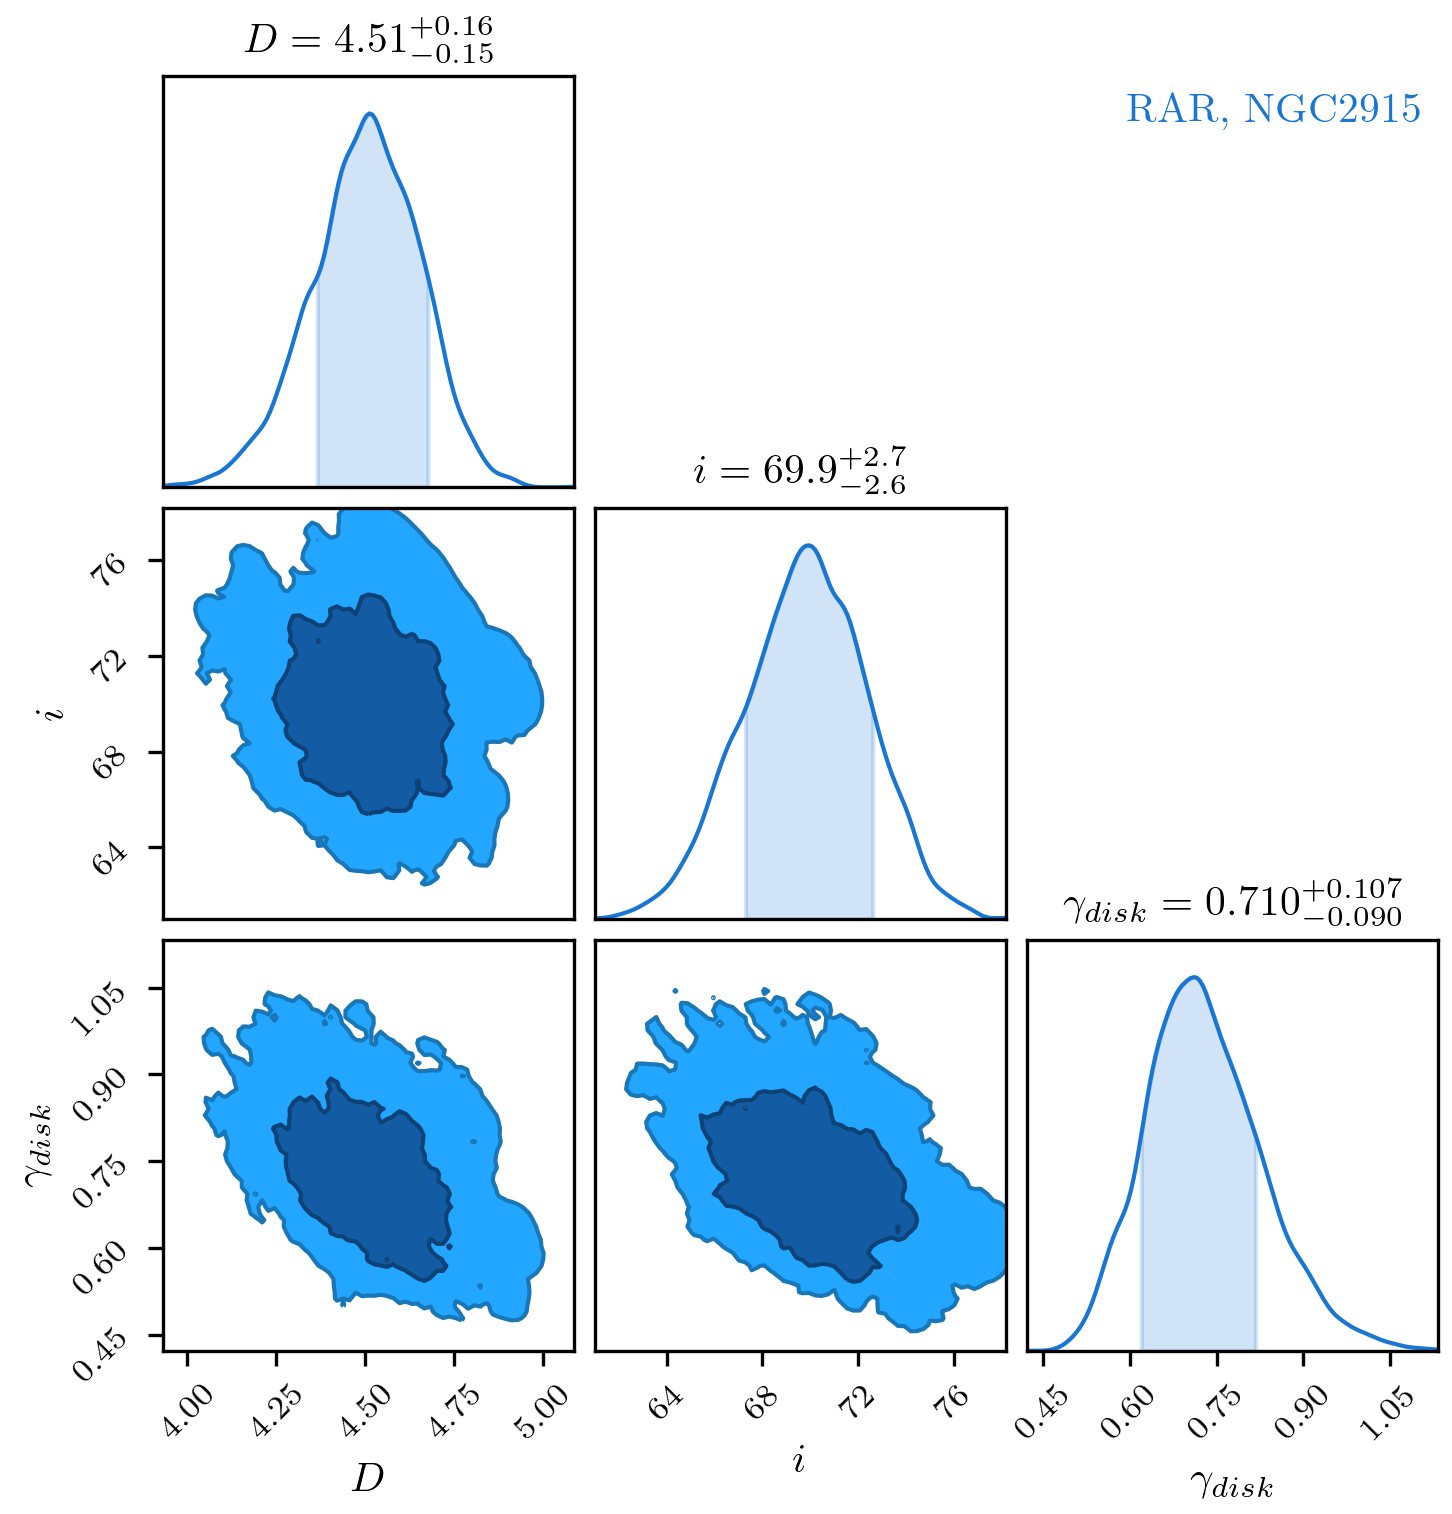 D = 4.51^{+0.16}_{-0.15}
RAR, NGC2915
i = 69.9^{+2.7}_{-2.6}
76
72
68
64
i
γ_{disk} = 0.710^{+0.107}_{-0.090}
1.05
0.90
0.75
0.60
0.45
γ_{disk}
4.00 4.25 4.50 4.75 5.00
64 68 72 76
0.45 0.60 0.75 0.90 1.05
D
i
γ_{disk}